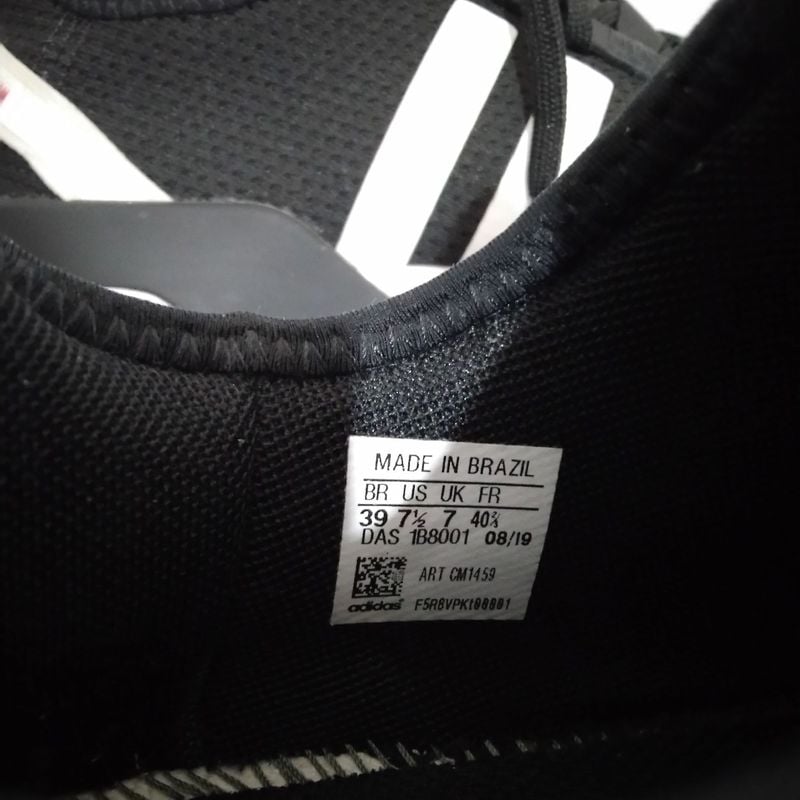 MADE IN BRAZIL
BR US UK FR
39 7½ 7 40⅔
DAS 1B8001 08/19
ART CM1459
adidas